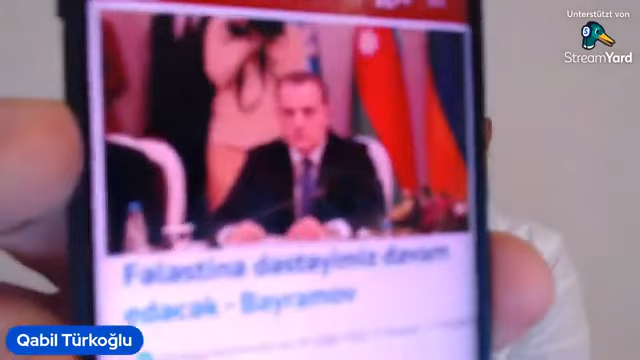 Unterstützt von
StreamYard
Fələstinə dəstəyimiz davam
edəcək - Bayramov
Qabil Türkoğlu